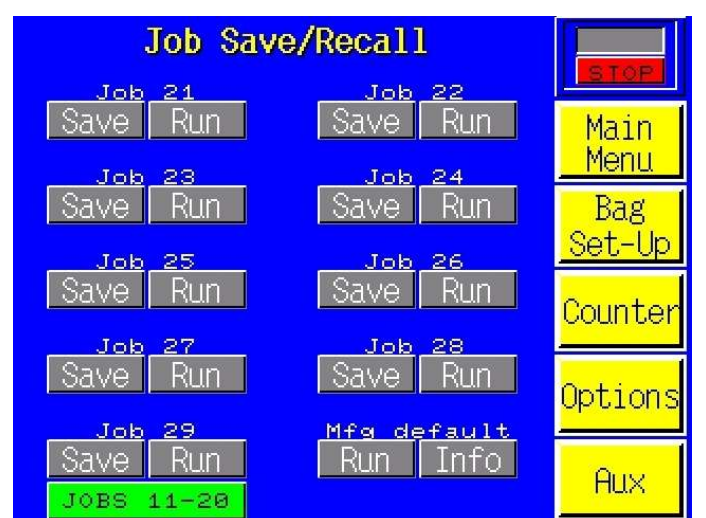 Job Save/Recall
STOP
Job 21
Job 22
Save Run
Save Run
Main
Menu
Job 23
Job 24
Save Run
Save Run
Bag
Set-Up
Job 25
Job 26
Save Run
Save Run
Counter
Job 27
Job 28
Save Run
Save Run
Options
Job 29
Mfg default
Save Run
Run Info
Aux
JOBS 11-20